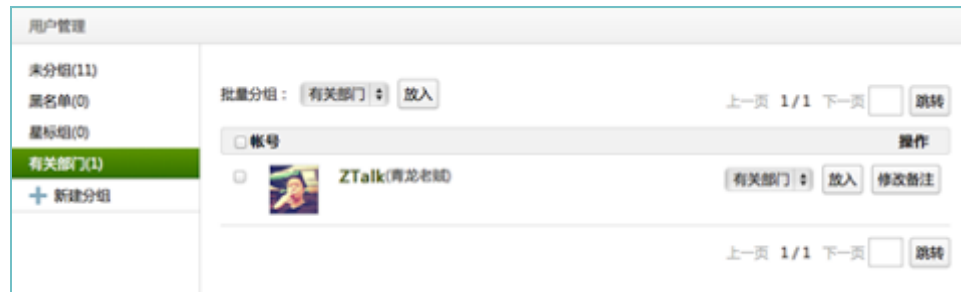 用户管理
未分组(11)
黑名单(0)
星标组(0)
有关部门(1)
新建分组
批量分组： 有关部门 放入
上一页 1/1 下一页 跳转
帐号 操作
ZTalk(青龙老贼) 有关部门 放入 修改备注
上一页 1/1 下一页 跳转